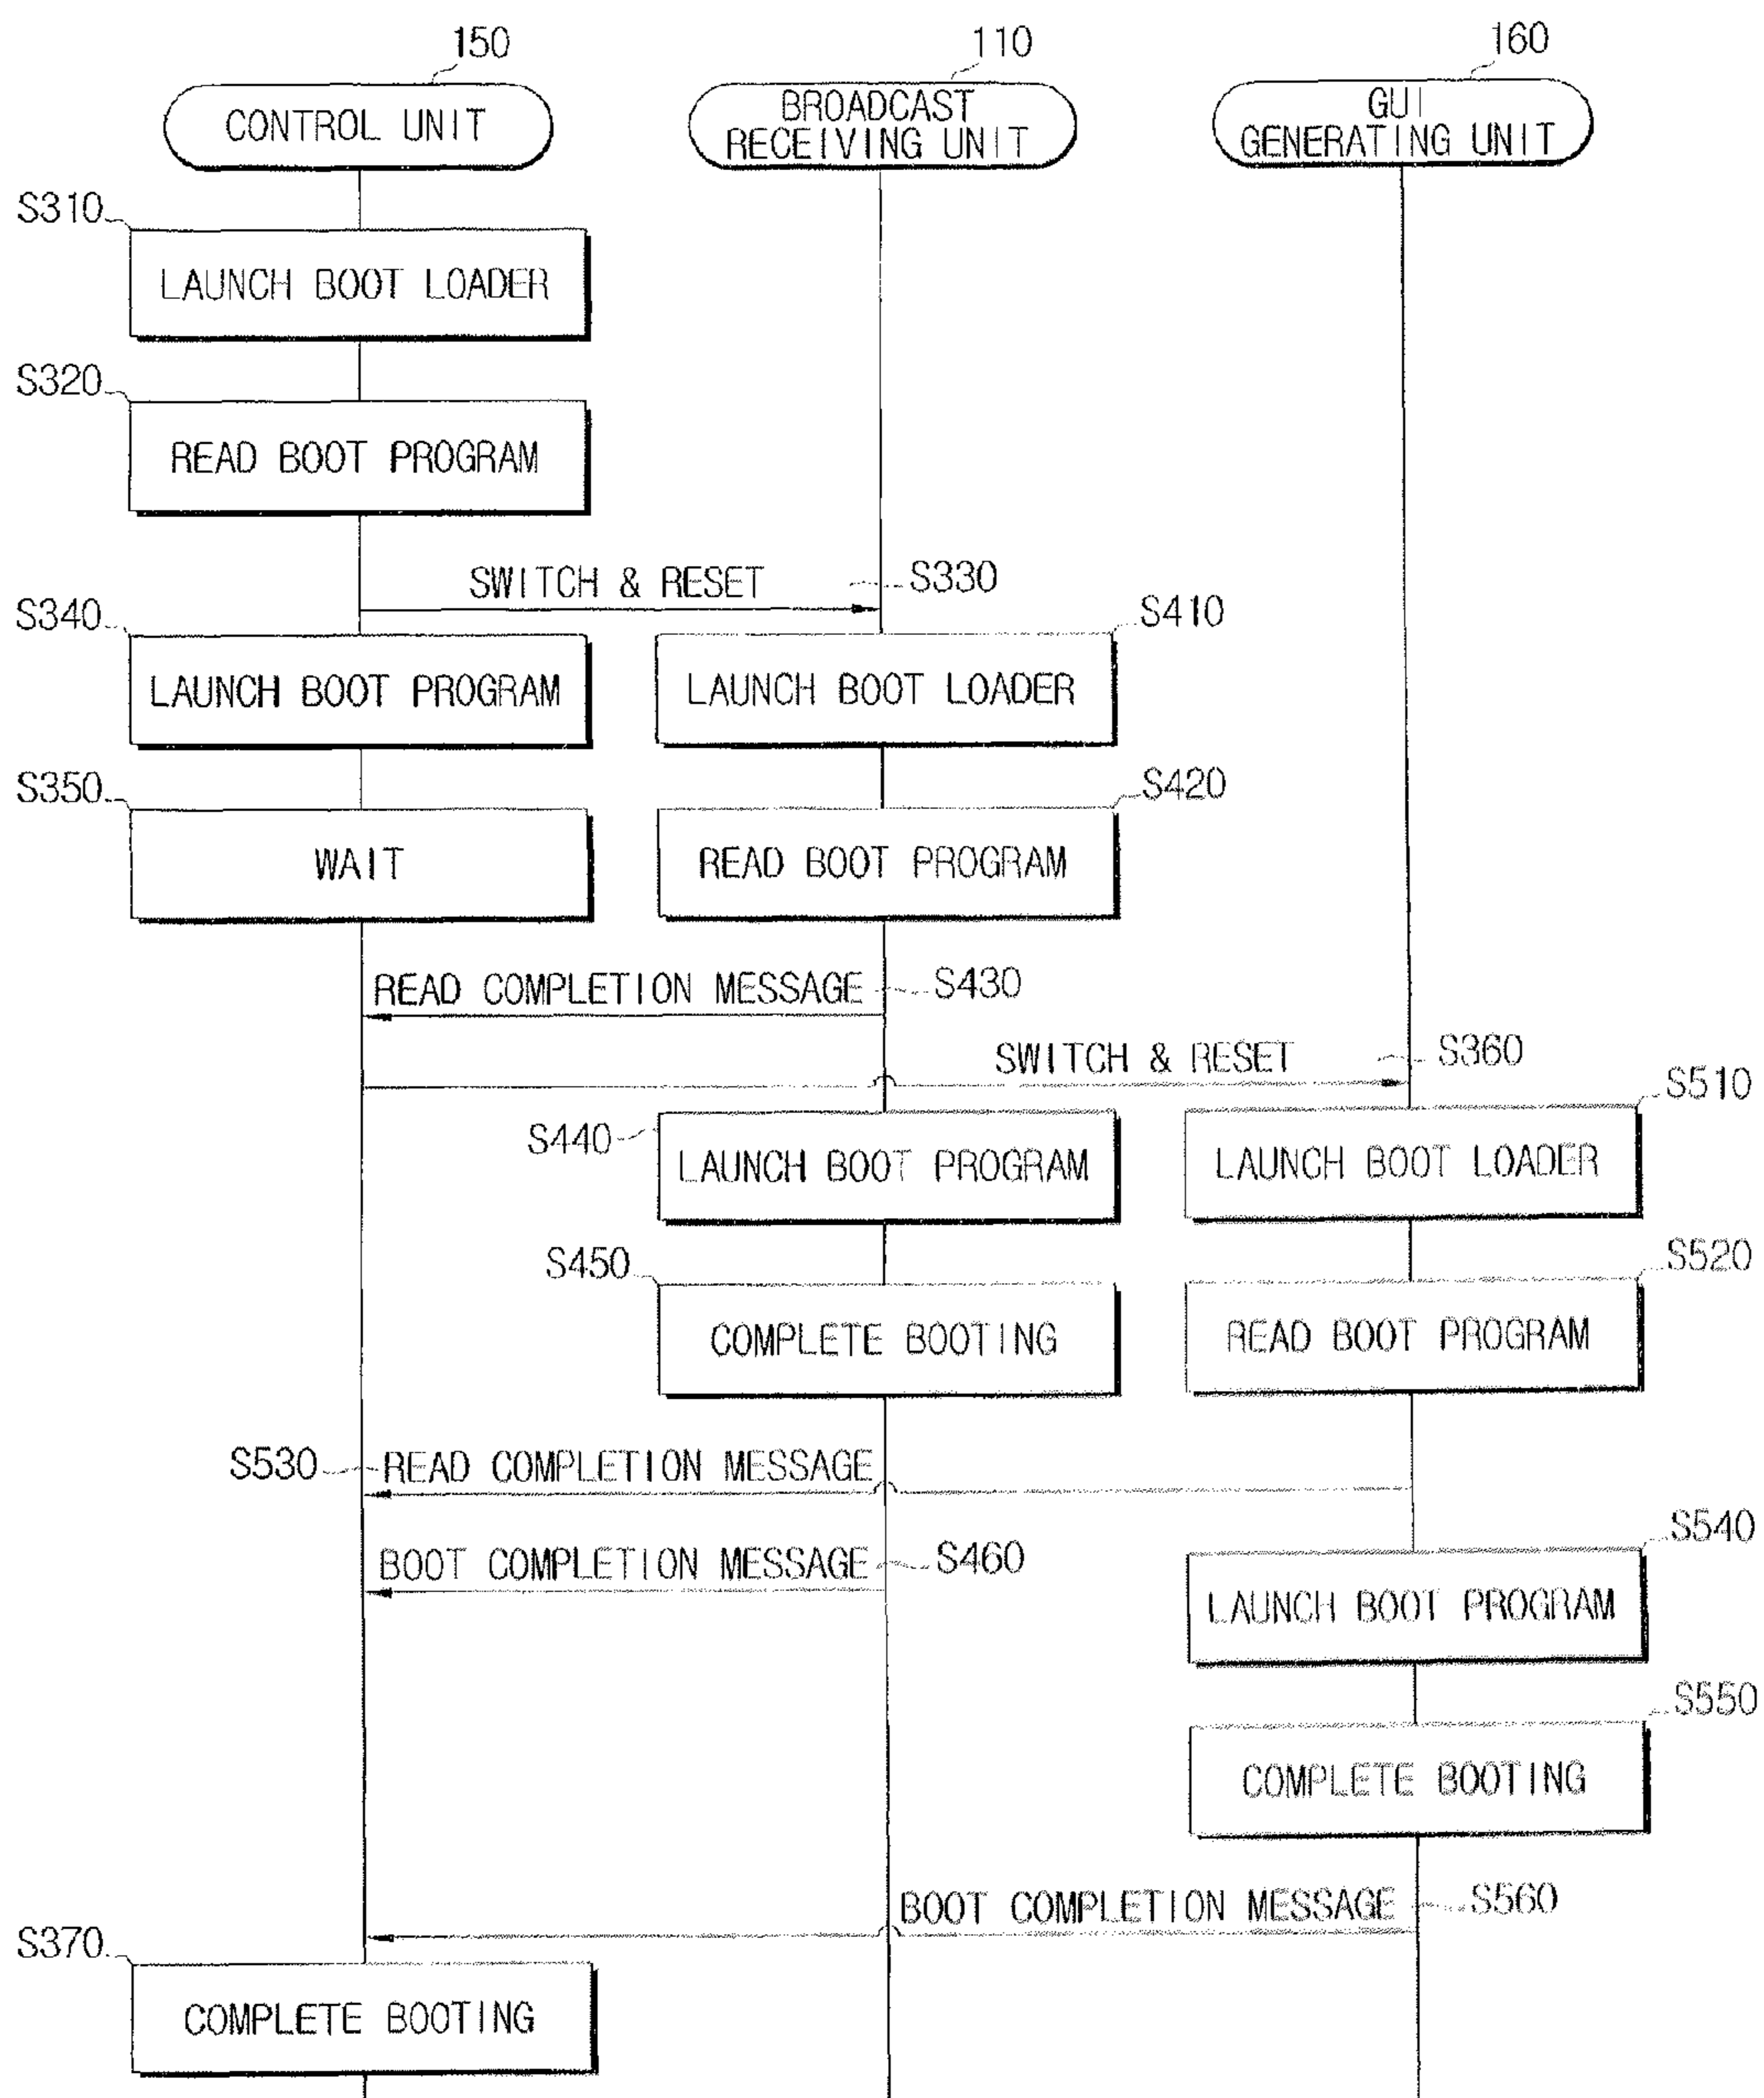 150
110
160
CONTROL UNIT
BROADCAST
RECEIVING UNIT
GUI
GENERATING UNIT
S310
LAUNCH BOOT LOADER
S320
READ BOOT PROGRAM
SWITCH & RESET
S330
S340
LAUNCH BOOT PROGRAM
S410
LAUNCH BOOT LOADER
S350
WAIT
S420
READ BOOT PROGRAM
READ COMPLETION MESSAGE
S430
SWITCH & RESET
S360
S440
LAUNCH BOOT PROGRAM
S510
LAUNCH BOOT LOADER
S450
COMPLETE BOOTING
S520
READ BOOT PROGRAM
S530
READ COMPLETION MESSAGE
BOOT COMPLETION MESSAGE
S460
S540
LAUNCH BOOT PROGRAM
S550
COMPLETE BOOTING
BOOT COMPLETION MESSAGE
S560
S370
COMPLETE BOOTING